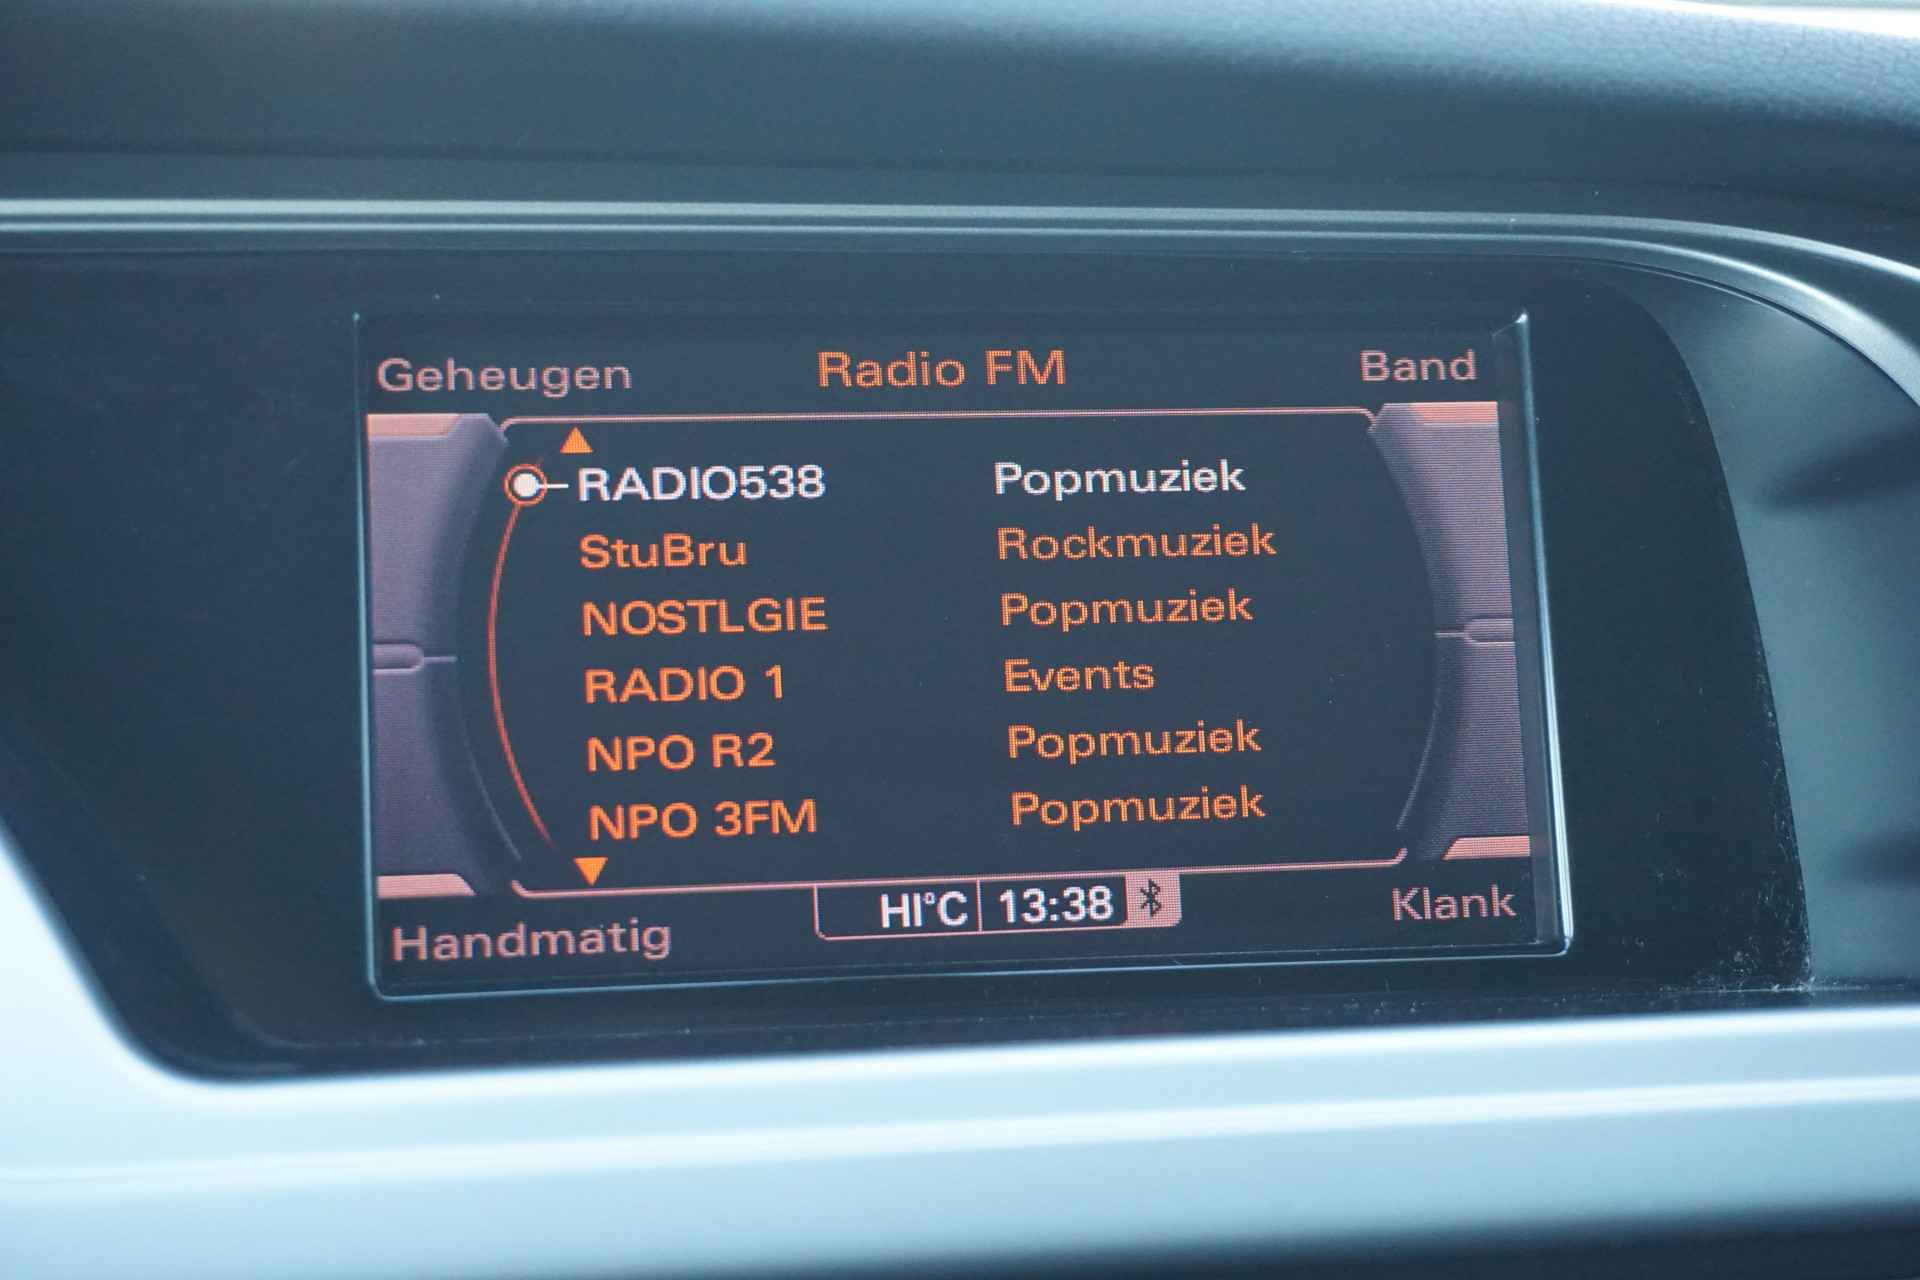 Geheugen Radio FM Band
RADIO538 Popmuziek
StuBru Rockmuziek
NOSTLGIE Popmuziek
RADIO 1 Events
NPO R2 Popmuziek
NPO 3FM Popmuziek
Handmatig HI°C 13:38 Klank